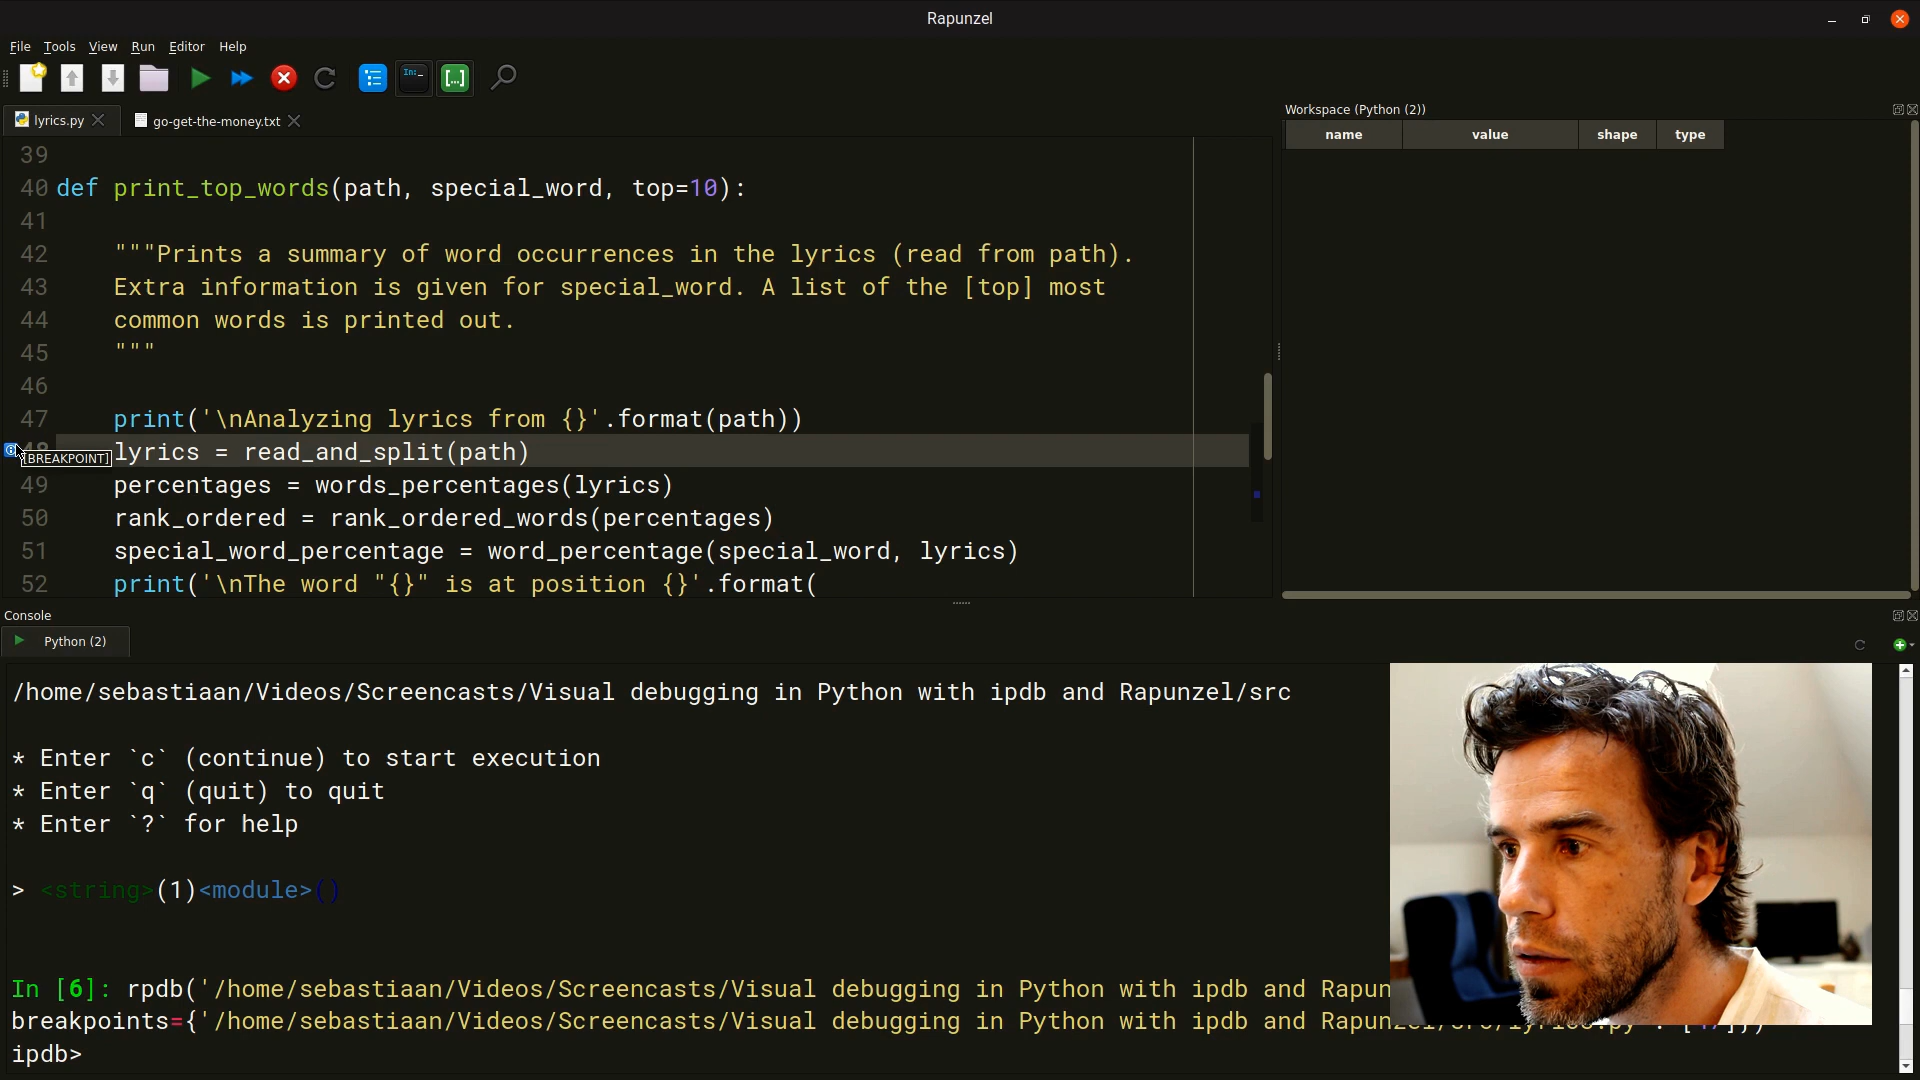 Rapunzel
File Tools View Run Editor Help
In:_
[...]
lyrics.py
go-get-the-money.txt
39
40 def print_top_words(path, special_word, top=10):
41
42 """Prints a summary of word occurrences in the lyrics (read from path).
43 Extra information is given for special_word. A list of the [top] most
44 common words is printed out.
45 """
46
47 print('\nAnalyzing lyrics from {}'.format(path))
48 lyrics = read_and_split(path)
[BREAKPOINT]
49 percentages = words_percentages(lyrics)
50 rank_ordered = rank_ordered_words(percentages)
51 special_word_percentage = word_percentage(special_word, lyrics)
52 print('\nThe word "{}" is at position {}'.format(
Workspace (Python (2))
name value shape type
Console
Python (2)
/home/sebastiaan/Videos/Screencasts/Visual debugging in Python with ipdb and Rapunzel/src
* Enter `c` (continue) to start execution
* Enter `q` (quit) to quit
* Enter `?` for help
> <string>(1)<module>()
In [6]: rpdb('/home/sebastiaan/Videos/Screencasts/Visual debugging in Python with ipdb and Rapun
breakpoints={'/home/sebastiaan/Videos/Screencasts/Visual debugging in Python with ipdb and
ipdb>